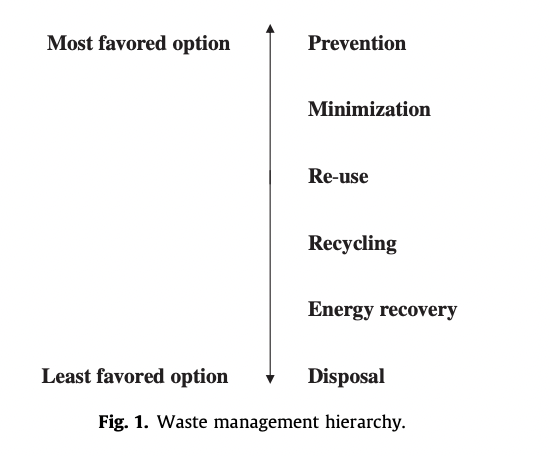 Most favored option Prevention
Minimization
Re-use
Recycling
Energy recovery
Least favored option Disposal
Fig. 1. Waste management hierarchy.